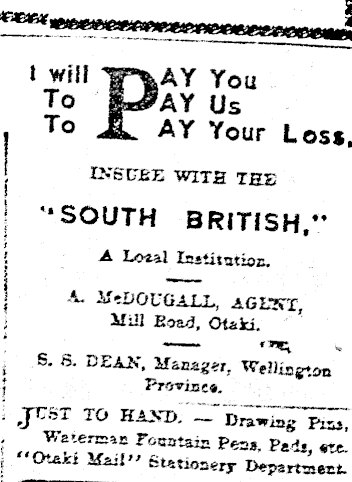 I will PAY You
To PAY Us
To PAY Your Loss,
INSURE WITH THE
"SOUTH BRITISH,"
A Local Institution.
A. McDOUGALL, AGENT,
Mill Road, Otaki.
S. S. DEAN, Manager, Wellington
Province.
JUST TO HAND. — Drawing Pins,
Waterman Fountain Pens, Pads, etc.
"Otaki Mail" Stationery Department.